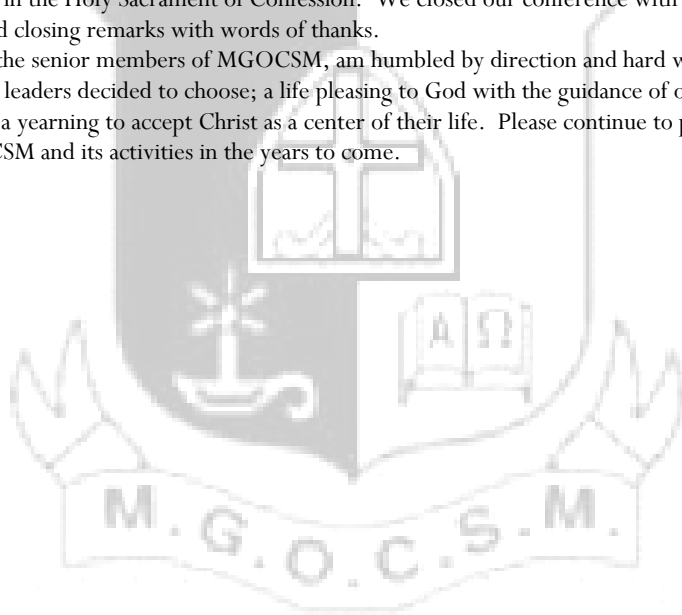 in the Holy Sacrament of Confession. We closed our conference with
d closing remarks with words of thanks.
the senior members of MGOCSM, am humbled by direction and hard w
leaders decided to choose; a life pleasing to God with the guidance of o
a yearning to accept Christ as a center of their life. Please continue to p
CSM and its activities in the years to come.
Α Ω
M.G.O.C.S.M.